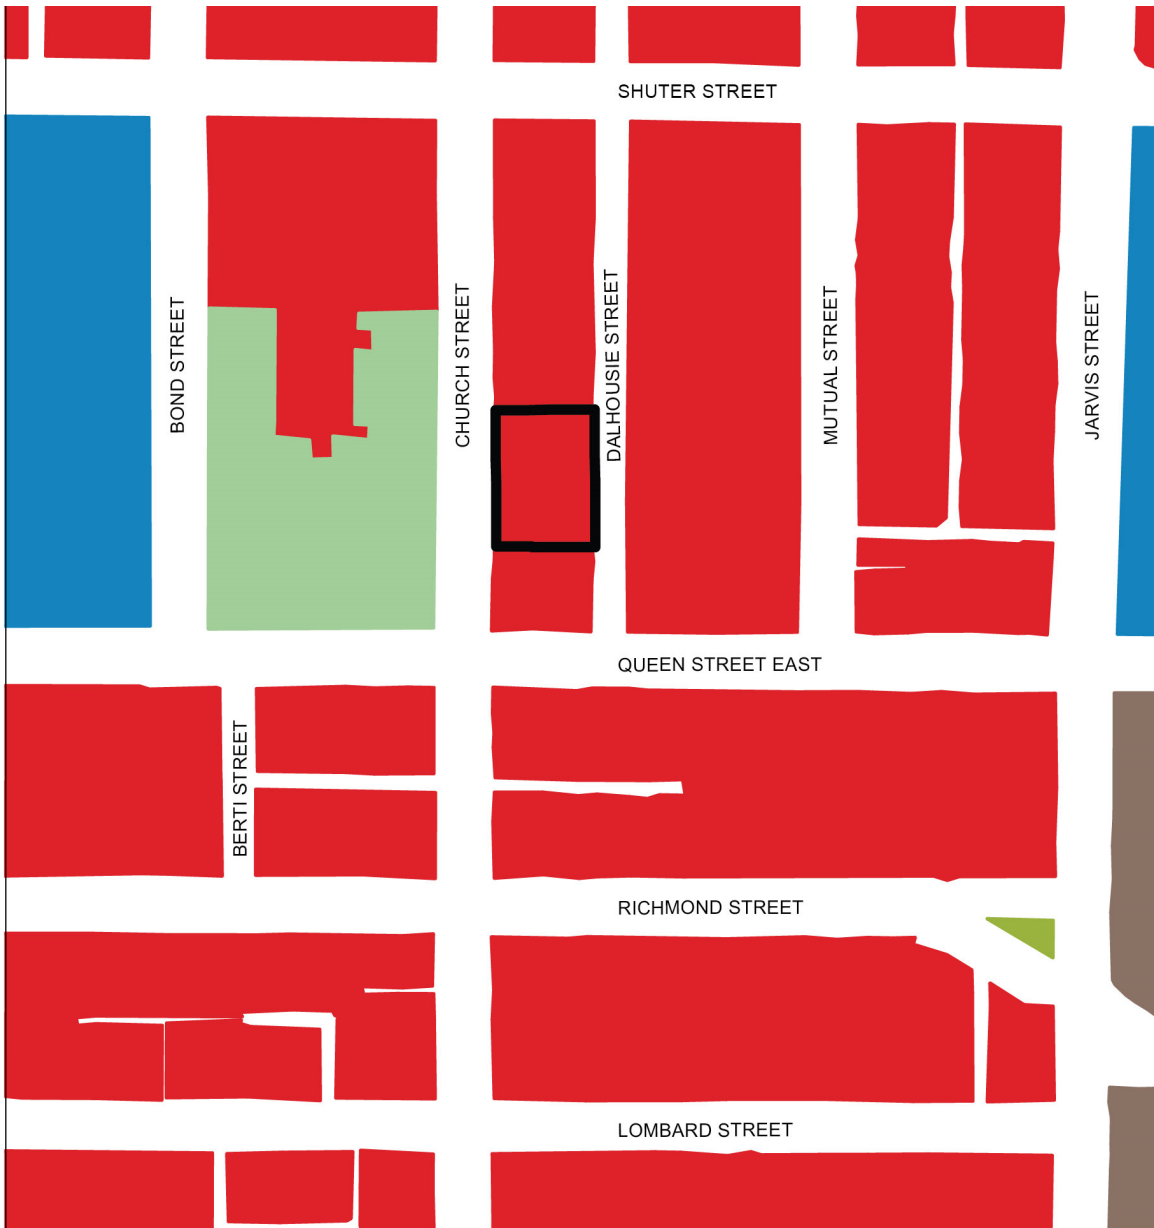 SHUTER STREET
BOND STREET
CHURCH STREET
DALHOUSIE STREET
MUTUAL STREET
JARVIS STREET
QUEEN STREET EAST
BERTI STREET
RICHMOND STREET
LOMBARD STREET